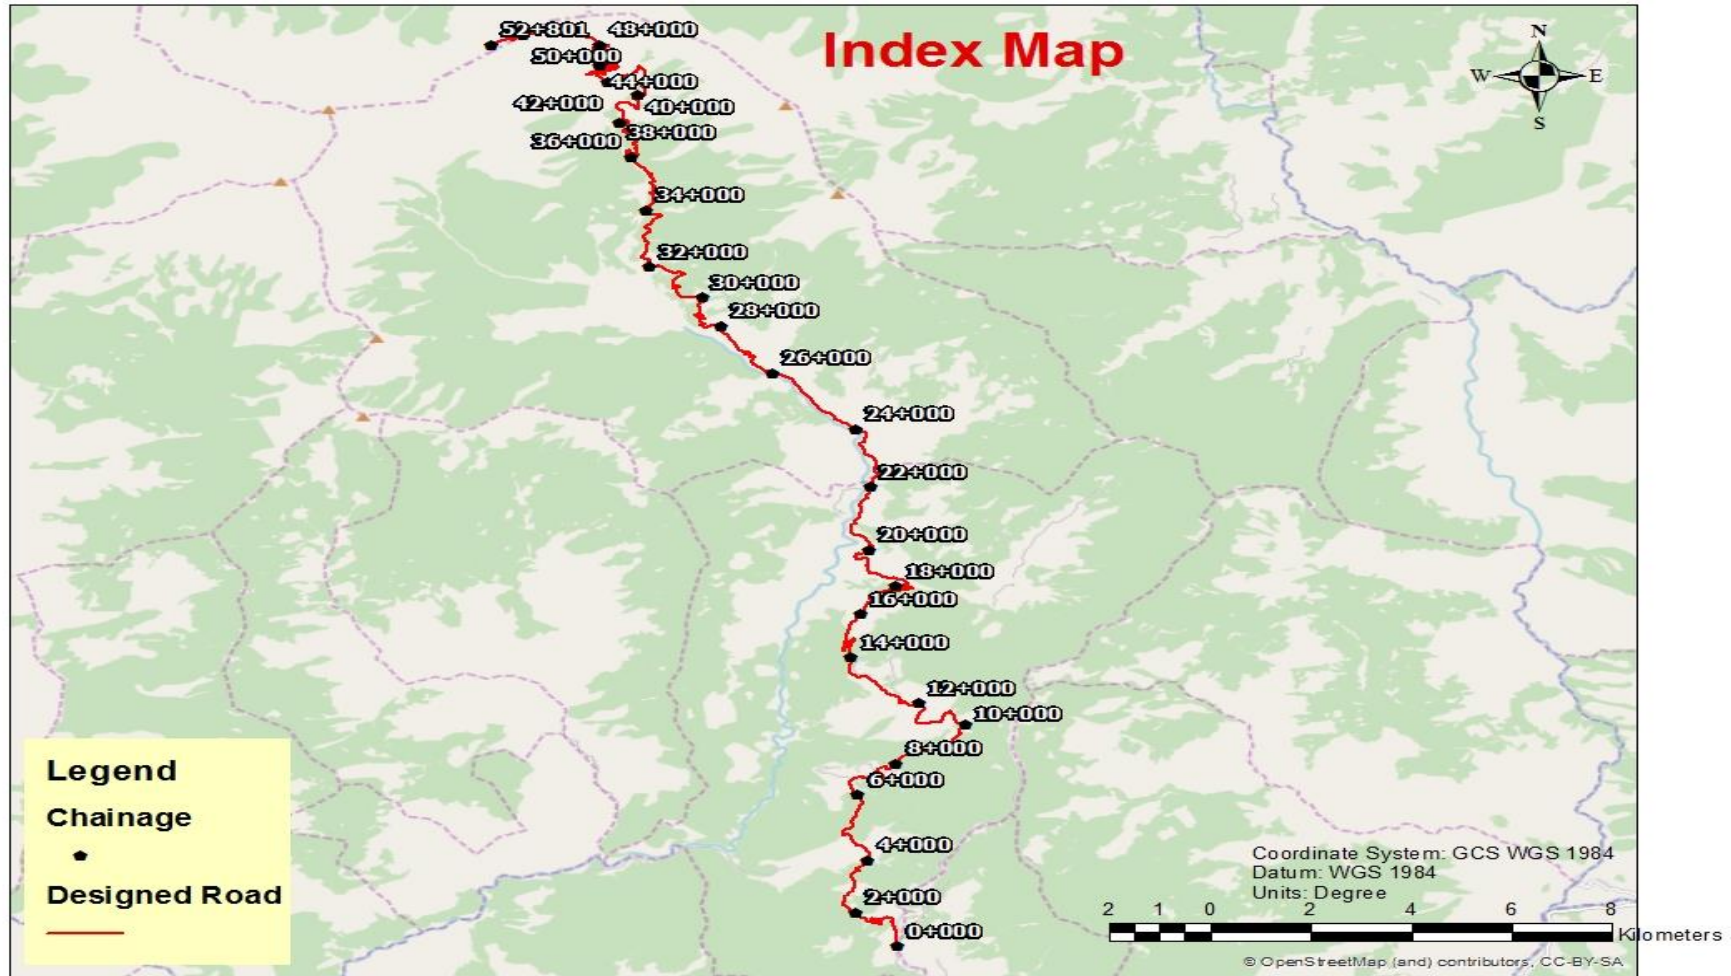 Index Map
N
W E
S
52+801 48+000
50+000
44+000
42+000 40+000
38+000
36+000
34+000
32+000
30+000
28+000
26+000
24+000
22+000
20+000
18+000
16+000
14+000
12+000
10+000
8+000
6+000
4+000
2+000
0+000
Legend
Chainage
Designed Road
Coordinate System: GCS WGS 1984
Datum: WGS 1984
Units: Degree
2 1 0 2 4 6 8
Kilometers
© OpenStreetMap (and) contributors, CC-BY-SA